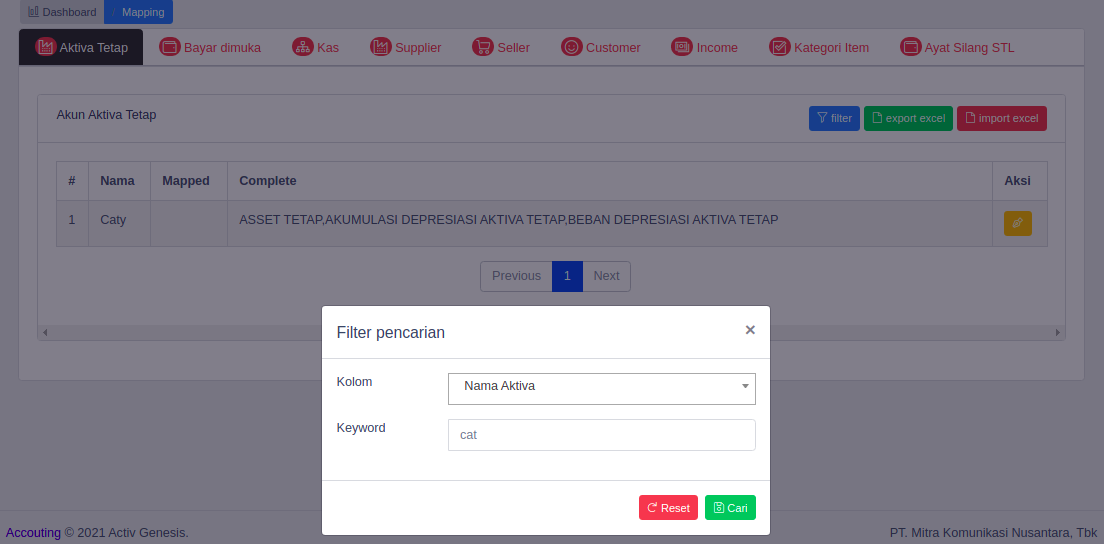 Dashboard / Mapping
Aktiva Tetap Bayar dimuka Kas Supplier Seller Customer Income Kategori Item Ayat Silang STL
Akun Aktiva Tetap filter export excel import excel
# Nama Mapped Complete Aksi
1 Caty ASSET TETAP,AKUMULASI DEPRESIASI AKTIVA TETAP,BEBAN DEPRESIASI AKTIVA TETAP
Previous 1 Next
Filter pencarian ×
Kolom Nama Aktiva
Keyword cat
Reset Cari
Accouting © 2021 Activ Genesis. PT. Mitra Komunikasi Nusantara, Tbk